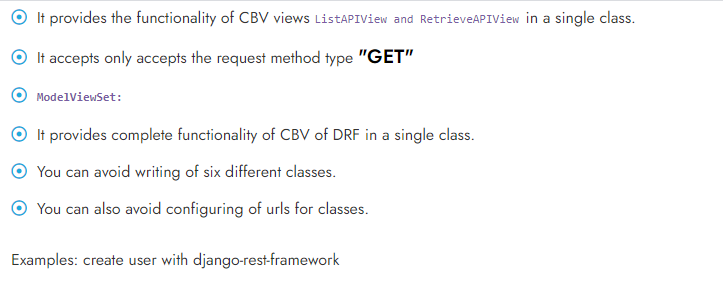 It provides the functionality of CBV views ListAPIView and RetrieveAPIView in a single class.
It accepts only accepts the request method type "GET"
ModelViewSet:
It provides complete functionality of CBV of DRF in a single class.
You can avoid writing of six different classes.
You can also avoid configuring of urls for classes.
Examples: create user with django-rest-framework